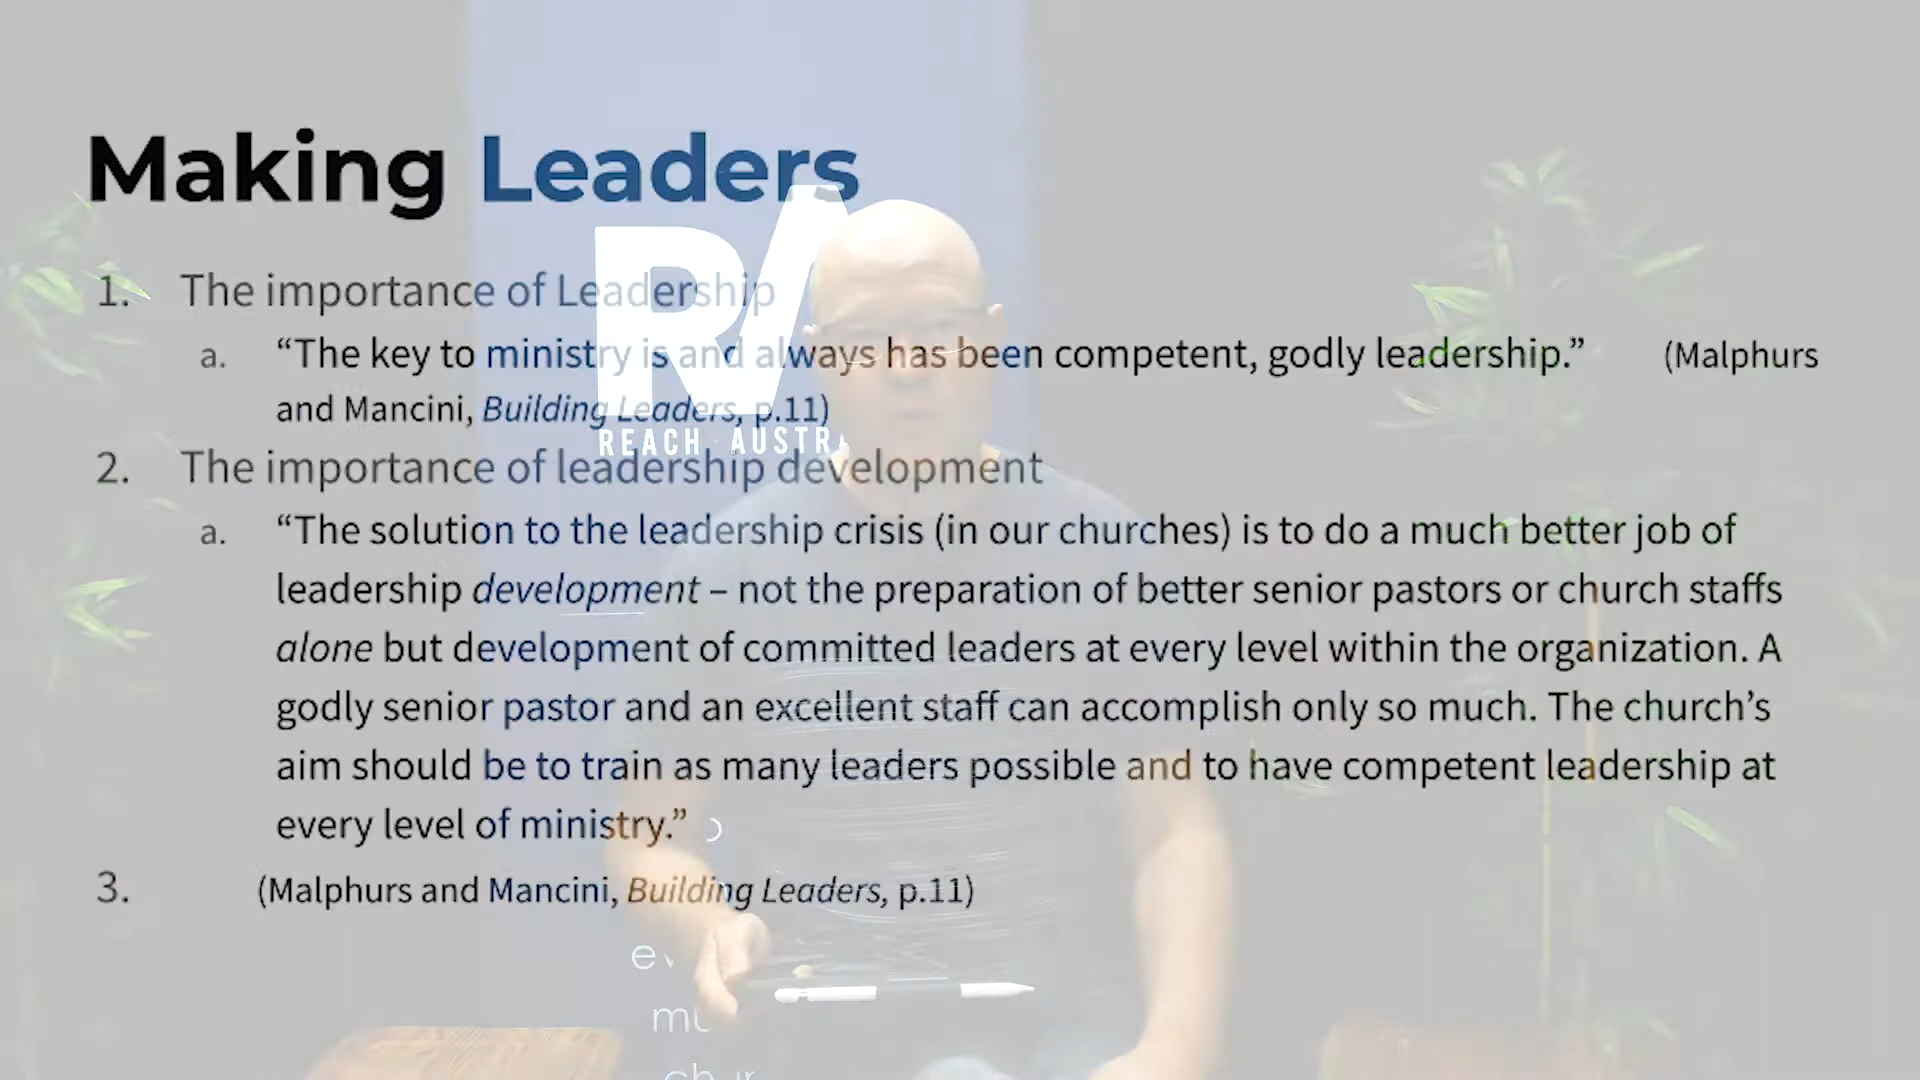 Making Leaders
1. The importance of Leadership
a. “The key to ministry is and always has been competent, godly leadership.” (Malphurs
and Mancini, Building Leaders, p.11)
REACH AUSTR
2. The importance of leadership development
a. “The solution to the leadership crisis (in our churches) is to do a much better job of
leadership development – not the preparation of better senior pastors or church staffs
alone but development of committed leaders at every level within the organization. A
godly senior pastor and an excellent staff can accomplish only so much. The church’s
aim should be to train as many leaders possible and to have competent leadership at
every level of ministry.”
3. (Malphurs and Mancini, Building Leaders, p.11)